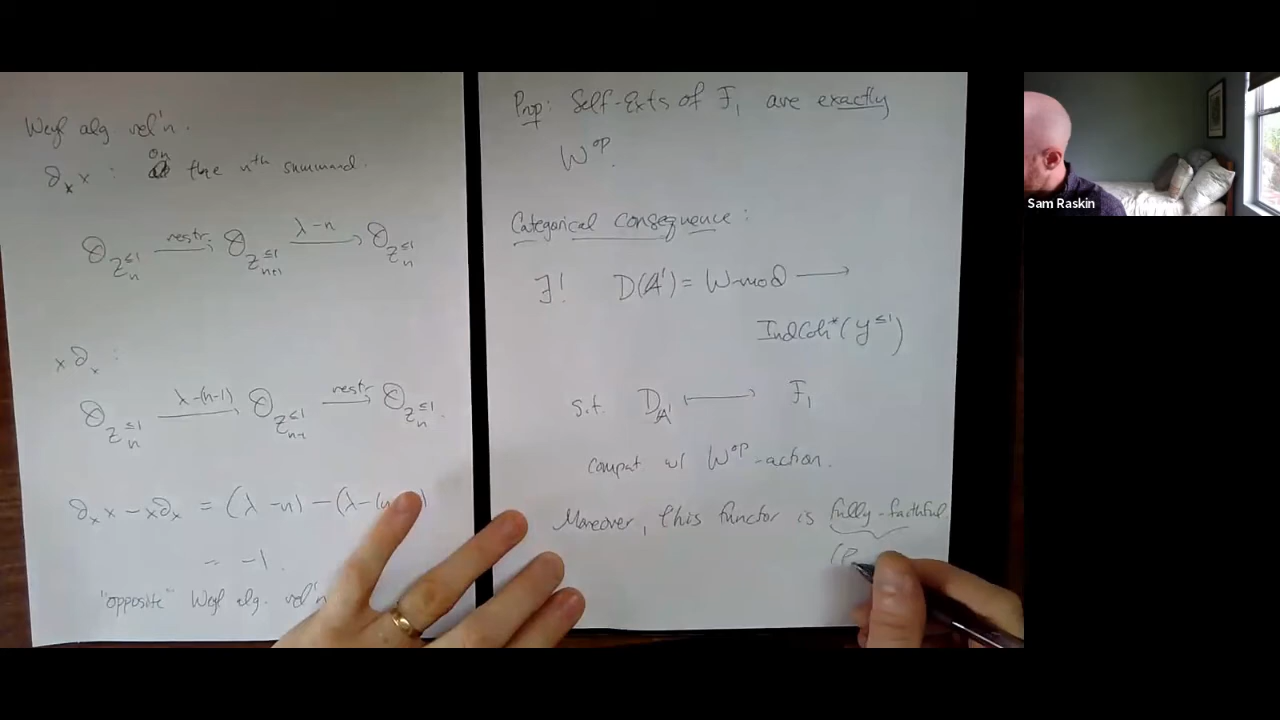 Weyl alg. rel'n.
∂ₓ x : on the nᵗʰ summand.
𝒪_{Z_n^{≤1}} —restr.→ 𝒪_{Z_{n+1}^{≤1}} —λ-n→ 𝒪_{Z_n^{≤1}}
x ∂ₓ :
𝒪_{Z_n^{≤1}} —λ-(n-1)→ 𝒪_{Z_{n-1}^{≤1}} —restr→ 𝒪_{Z_n^{≤1}}.
∂ₓ x - x ∂ₓ = (λ-n) - (λ-(n
= -1.
"opposite" Weyl alg. rel'n
Prop: Self-Exts of F₁ are exactly
W^{op}.
Categorical consequence:
∃! D(A¹) = W-mod →
IndCoh*(Y^{≤1})
s.t. D_{A¹} ↦ F₁
compat w/ W^{op}-action.
Moreover, this functor is fully-faithful
(P
Sam Raskin